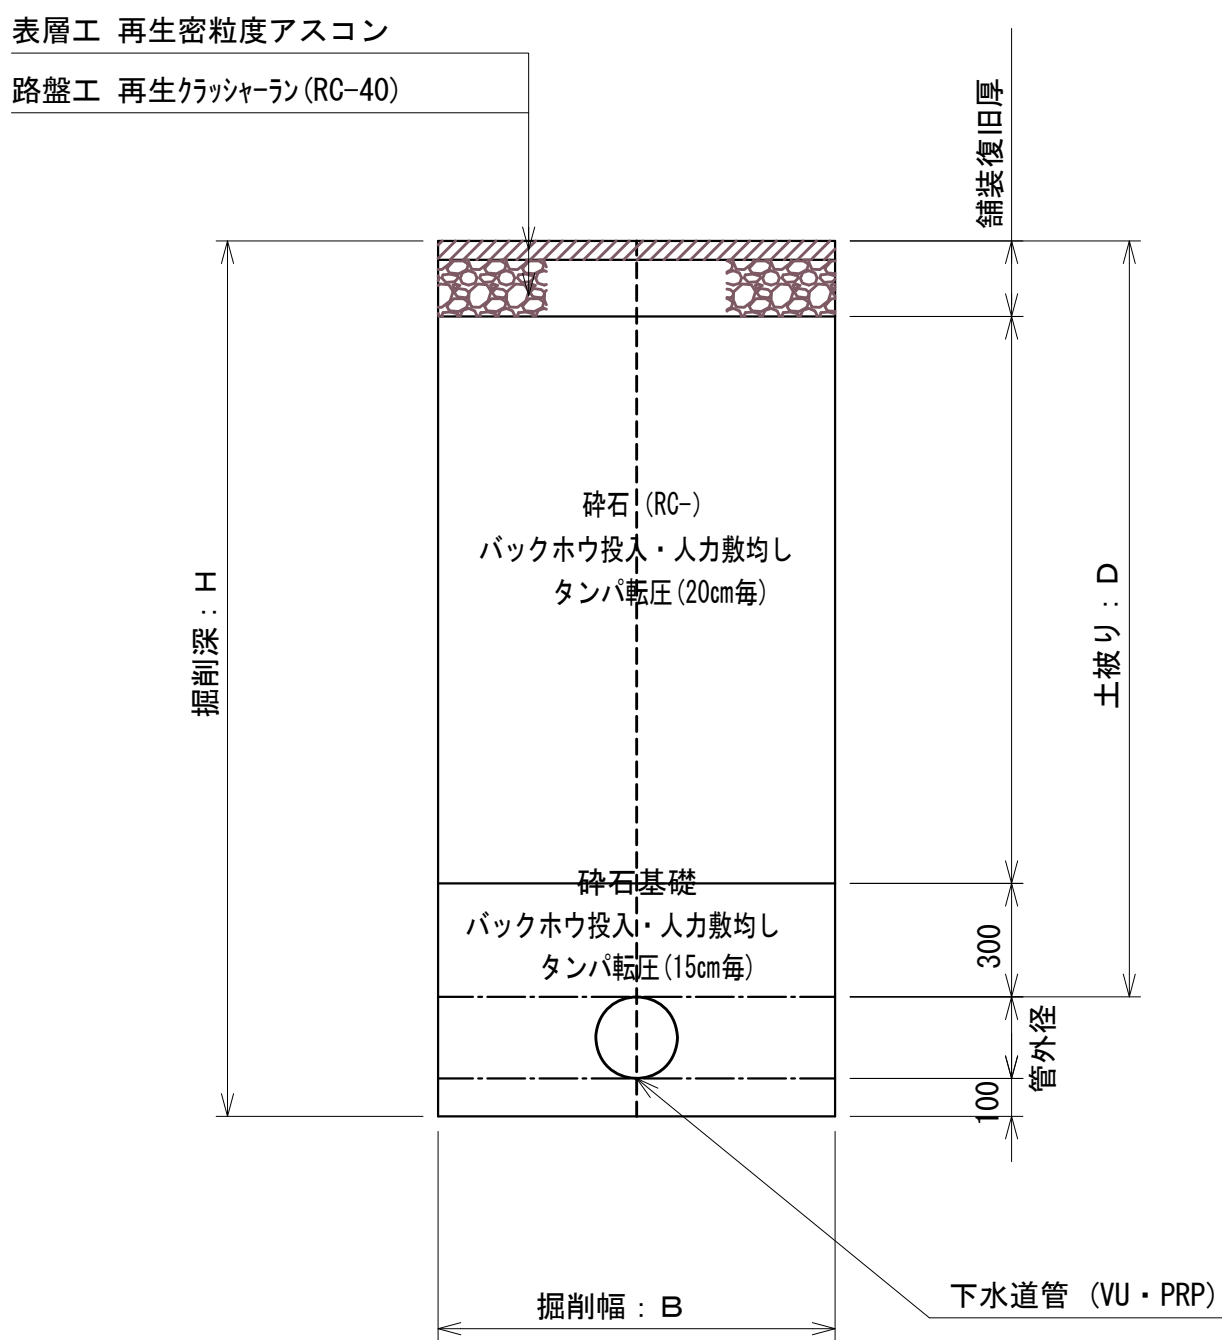 表層工 再生密粒度アスコン
路盤工 再生ｸﾗｯｼｬｰﾗﾝ(RC-40)
舗装復旧厚
砕石 (RC-)
バックホウ投入・人力敷均し
タンパ転圧(20cm毎)
掘削深：H
土被り：D
砕石基礎
バックホウ投入・人力敷均し
タンパ転圧(15cm毎)
300
管外径
100
下水道管 (VU・PRP)
掘削幅：B